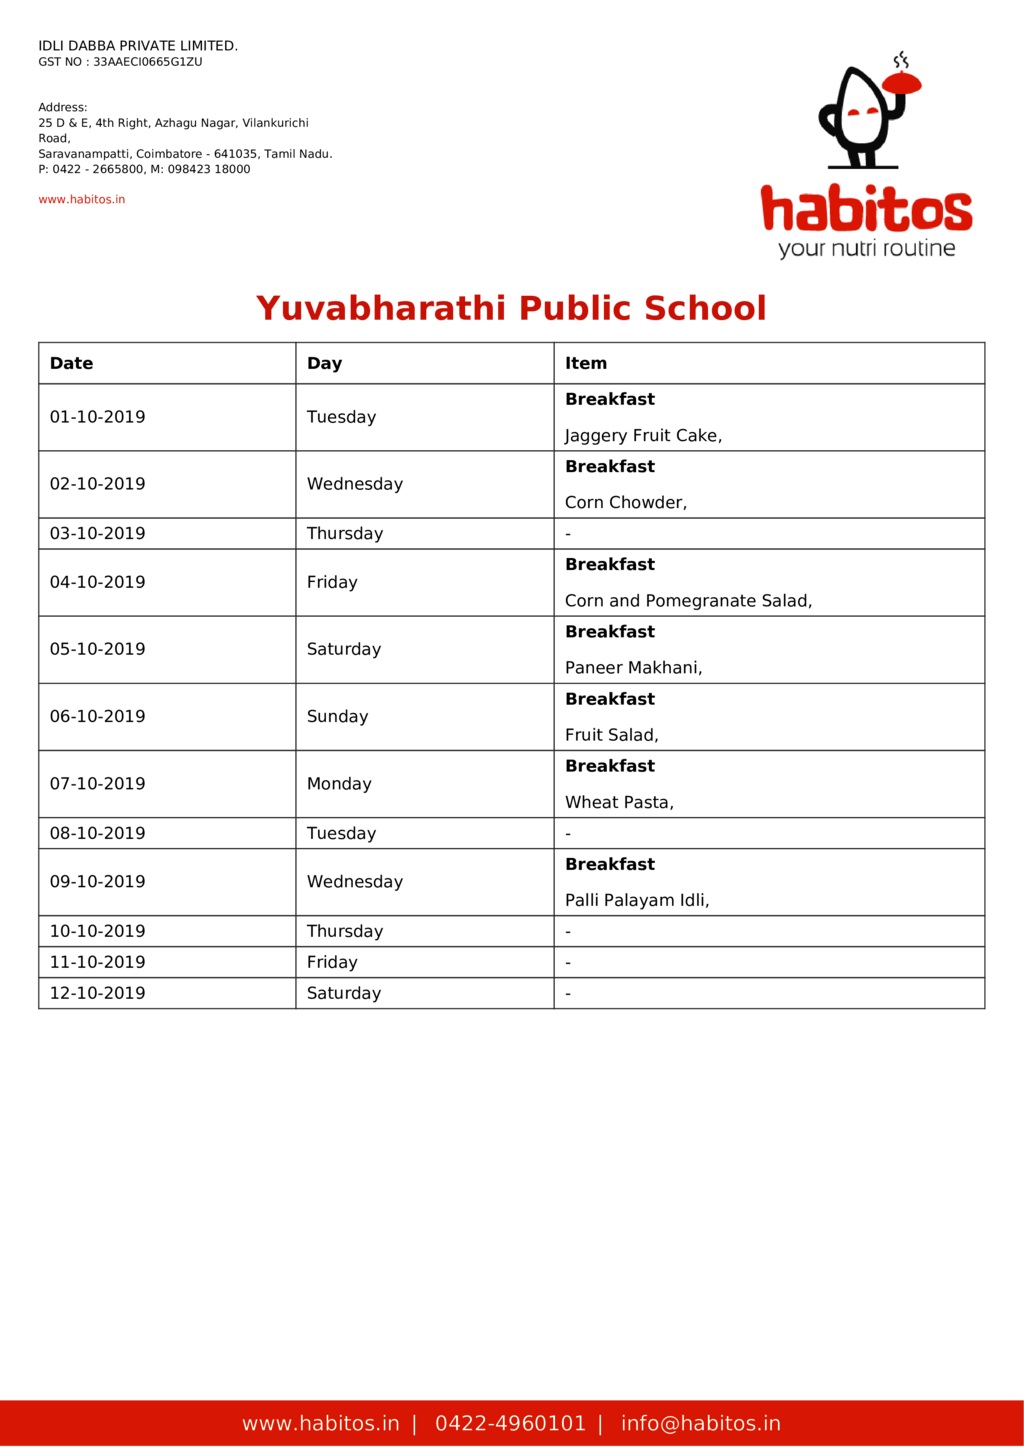 IDLI DABBA PRIVATE LIMITED.
GST NO : 33AAECI0665G1ZU
Address:
25 D & E, 4th Right, Azhagu Nagar, Vilankurichi
Road,
Saravanampatti, Coimbatore - 641035, Tamil Nadu.
P: 0422 - 2665800, M: 098423 18000
www.habitos.in
habitos
your nutri routine
Yuvabharathi Public School
Date Day Item
01-10-2019 Tuesday Breakfast
Jaggery Fruit Cake,
02-10-2019 Wednesday Breakfast
Corn Chowder,
03-10-2019 Thursday -
04-10-2019 Friday Breakfast
Corn and Pomegranate Salad,
05-10-2019 Saturday Breakfast
Paneer Makhani,
06-10-2019 Sunday Breakfast
Fruit Salad,
07-10-2019 Monday Breakfast
Wheat Pasta,
08-10-2019 Tuesday -
09-10-2019 Wednesday Breakfast
Palli Palayam Idli,
10-10-2019 Thursday -
11-10-2019 Friday -
12-10-2019 Saturday -
www.habitos.in | 0422-4960101 | info@habitos.in